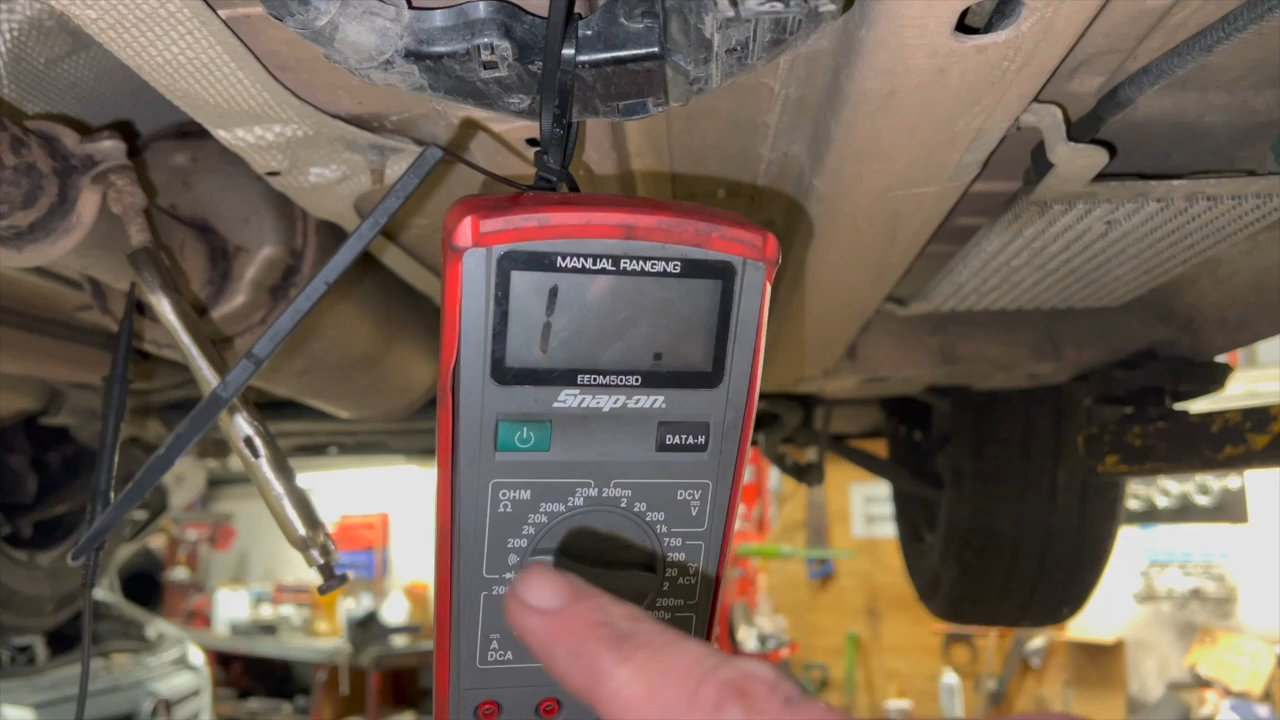 MANUAL RANGING
1 .
EEDM503D
Snap-on.
DATA-H
OHM
Ω
200
2k
20k
200k
2M
20M
200m
2
20
200
1k
DCV
V
750
200
20
2
200m
V
ACV
A
DCA